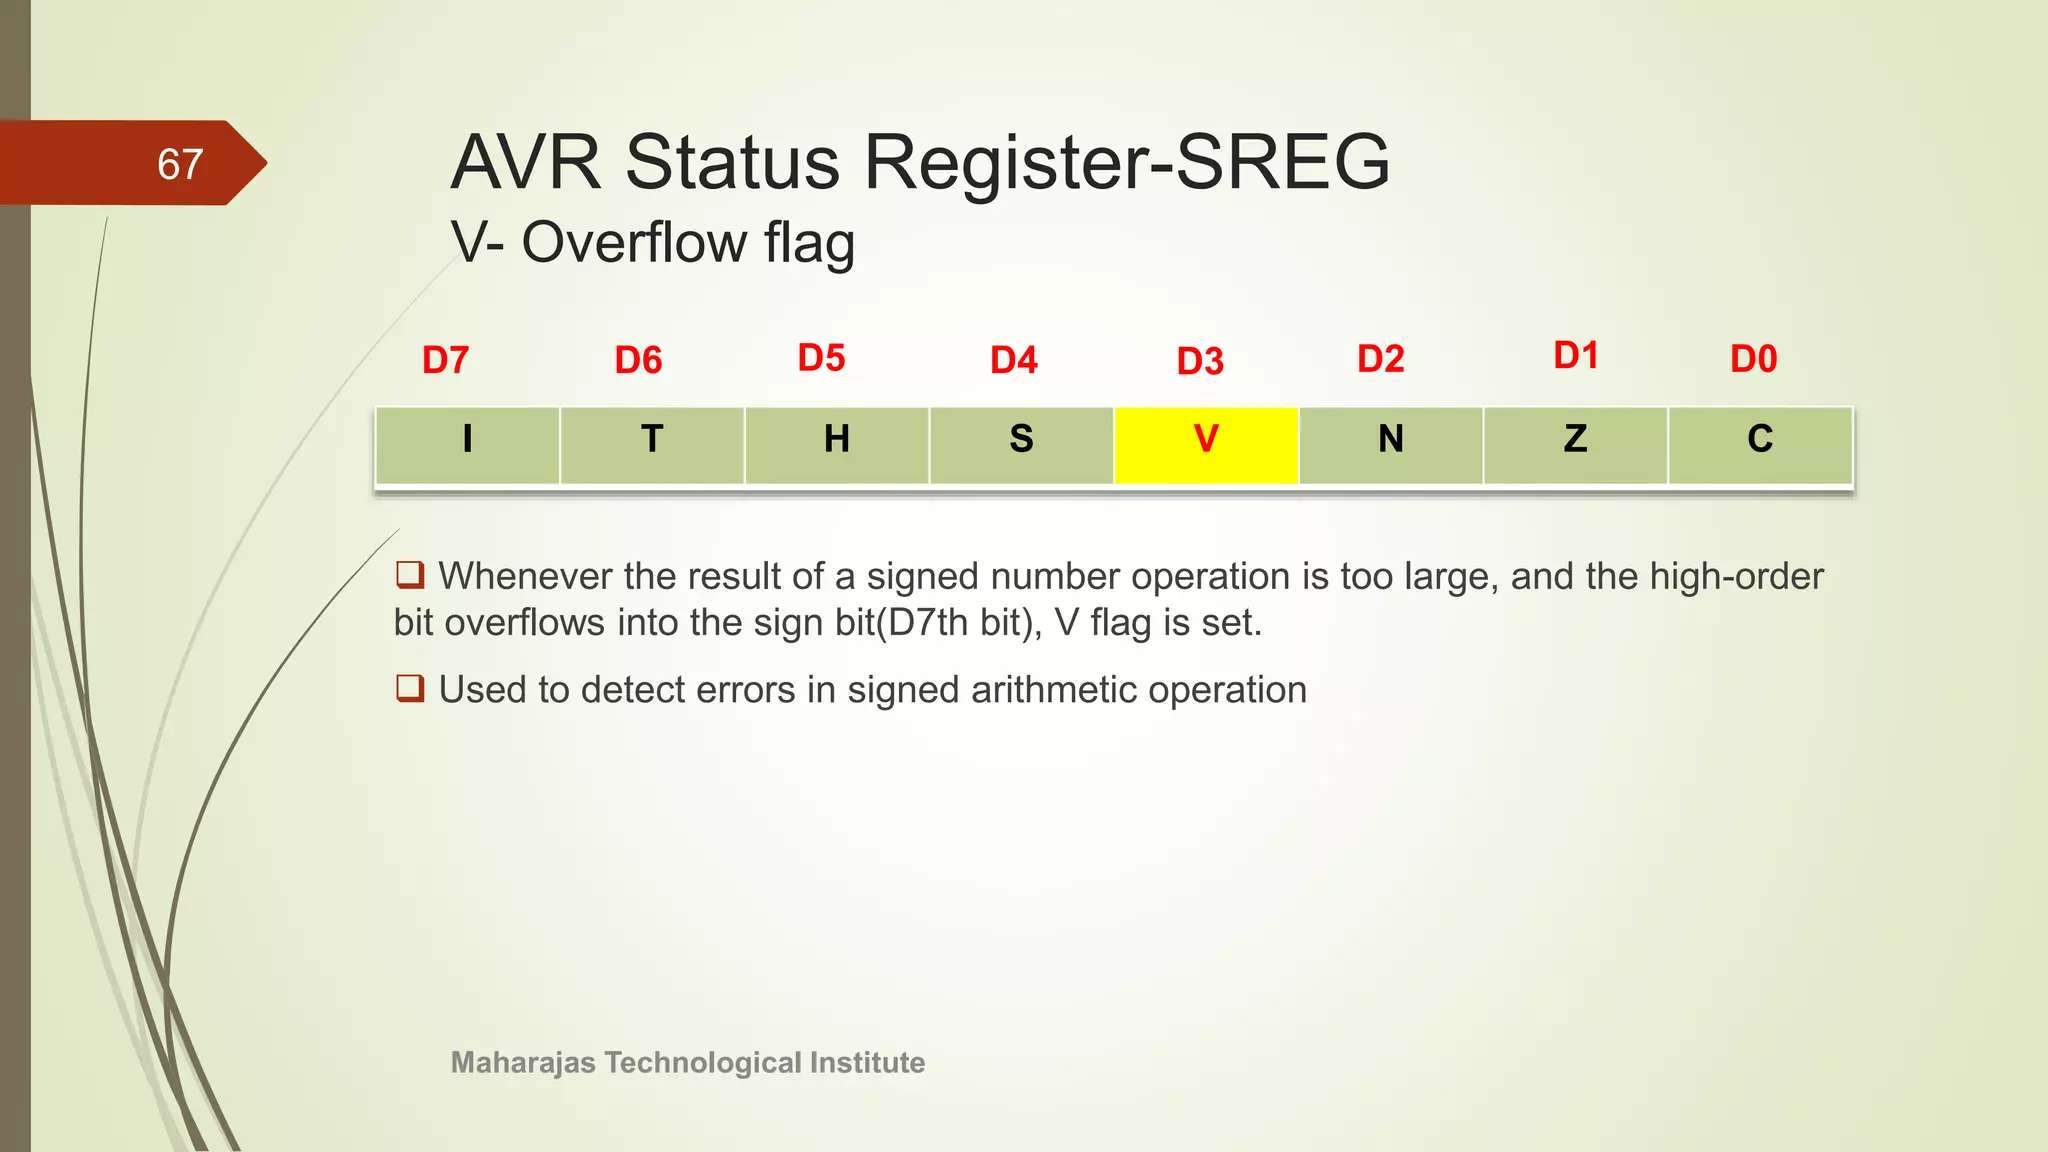 67
AVR Status Register-SREG
V- Overflow flag
D7 D6 D5 D4 D3 D2 D1 D0
I T H S V N Z C
Whenever the result of a signed number operation is too large, and the high-order
bit overflows into the sign bit(D7th bit), V flag is set.
Used to detect errors in signed arithmetic operation
Maharajas Technological Institute